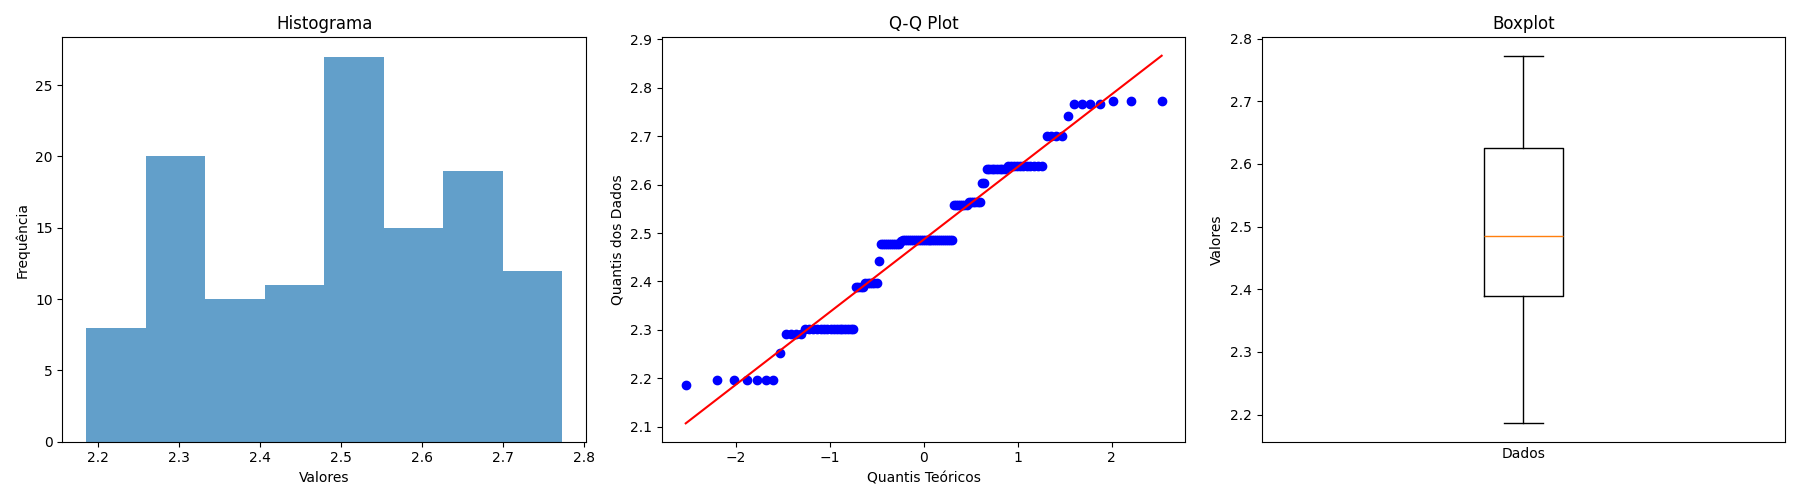 Histograma
25
20
15
10
5
0
Frequência
2.2 2.3 2.4 2.5 2.6 2.7 2.8
Valores
Q-Q Plot
2.9
2.8
2.7
2.6
2.5
2.4
2.3
2.2
2.1
Quantis dos Dados
−2 −1 0 1 2
Quantis Teóricos
Boxplot
2.8
2.7
2.6
2.5
2.4
2.3
2.2
Valores
Dados